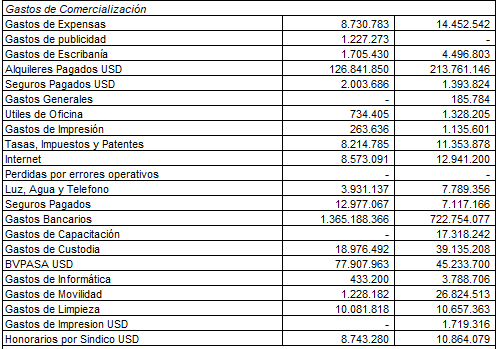 Gastos de Comercialización
Gastos de Expensas 8.730.783 14.452.542
Gastos de publicidad 1.227.273 -
Gastos de Escribanía 1.705.430 4.496.803
Alquileres Pagados USD 126.841.850 213.761.146
Seguros Pagados USD 2.003.686 1.393.824
Gastos Generales - 185.784
Utiles de Oficina 734.405 1.328.205
Gastos de Impresión 263.636 1.135.601
Tasas, Impuestos y Patentes 8.214.785 11.353.878
Internet 8.573.091 12.941.200
Perdidas por errores operativos - -
Luz, Agua y Telefono 3.931.137 7.789.356
Seguros Pagados 12.977.067 7.117.166
Gastos Bancarios 1.365.188.366 722.754.077
Gastos de Capacitación - 17.318.242
Gastos de Custodia 18.976.492 39.135.208
BVPASA USD 77.907.963 45.233.700
Gastos de Informática 433.200 3.788.706
Gastos de Movilidad 1.228.182 26.824.513
Gastos de Limpieza 10.081.818 10.657.363
Gastos de Impresion USD - 1.719.316
Honorarios por Sindico USD 8.743.280 10.864.079